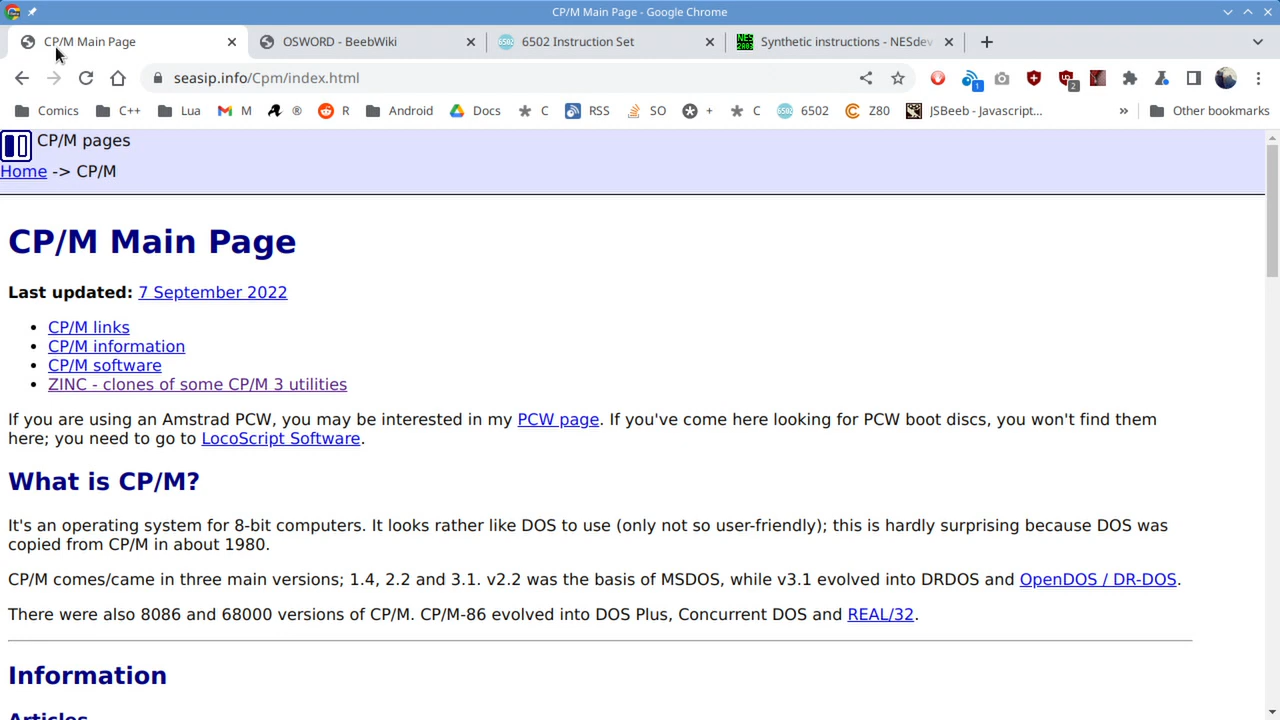 CP/M Main Page - Google Chrome
CP/M Main Page
OSWORD - BeebWiki
6502 Instruction Set
Synthetic instructions - NESdev
seasip.info/Cpm/index.html
1
2
Comics
C++
Lua
M
®
R
Android
Docs
C
RSS
SO
+
C
6502
Z80
JSBeeb - Javascript...
»
Other bookmarks
CP/M pages
Home -> CP/M
CP/M Main Page
Last updated: 7 September 2022
• CP/M links
• CP/M information
• CP/M software
• ZINC - clones of some CP/M 3 utilities
If you are using an Amstrad PCW, you may be interested in my PCW page. If you've come here looking for PCW boot discs, you won't find them
here; you need to go to LocoScript Software.
What is CP/M?
It's an operating system for 8-bit computers. It looks rather like DOS to use (only not so user-friendly); this is hardly surprising because DOS was
copied from CP/M in about 1980.
CP/M comes/came in three main versions; 1.4, 2.2 and 3.1. v2.2 was the basis of MSDOS, while v3.1 evolved into DRDOS and OpenDOS / DR-DOS.
There were also 8086 and 68000 versions of CP/M. CP/M-86 evolved into DOS Plus, Concurrent DOS and REAL/32.
Information
Articles